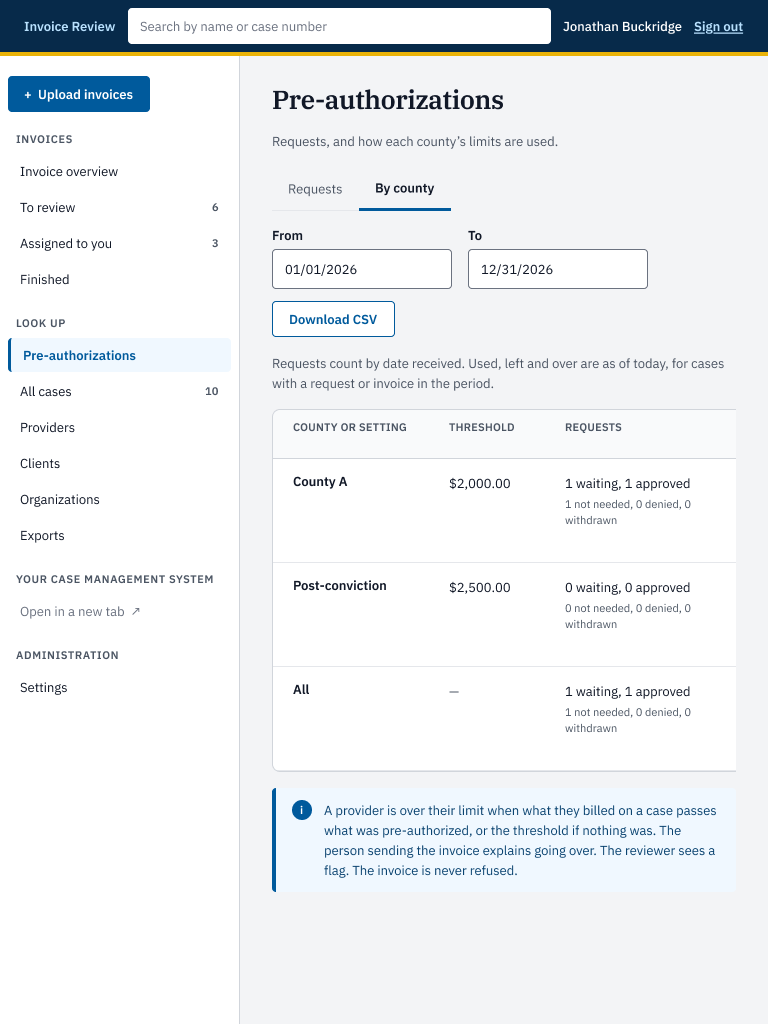 Invoice Review
Search by name or case number
Jonathan Buckridge
Sign out
+ Upload invoices
INVOICES
Invoice overview
To review 6
Assigned to you 3
Finished
LOOK UP
Pre-authorizations
All cases 10
Providers
Clients
Organizations
Exports
YOUR CASE MANAGEMENT SYSTEM
Open in a new tab ↗
ADMINISTRATION
Settings
Pre-authorizations
Requests, and how each county’s limits are used.
Requests By county
From To
01/01/2026 12/31/2026
Download CSV
Requests count by date received. Used, left and over are as of today, for cases
with a request or invoice in the period.
COUNTY OR SETTING THRESHOLD REQUESTS
County A $2,000.00 1 waiting, 1 approved
1 not needed, 0 denied, 0
withdrawn
Post-conviction $2,500.00 0 waiting, 0 approved
0 not needed, 0 denied, 0
withdrawn
All — 1 waiting, 1 approved
1 not needed, 0 denied, 0
withdrawn
i
A provider is over their limit when what they billed on a case passes
what was pre-authorized, or the threshold if nothing was. The
person sending the invoice explains going over. The reviewer sees a
flag. The invoice is never refused.